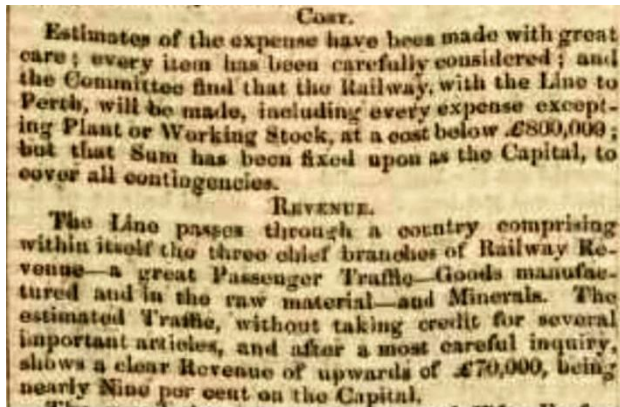 COST.
Estimates of the expense have been made with great
care; every item has been carefully considered; and
the Committee find that the Railway, with the Line to
Perth, will be made, including every expense except-
ing Plant or Working Stock, at a cost below £800,000;
but that Sum has been fixed upon as the Capital, to
cover all contingencies.
REVENUE.
The Line passes through a country comprising
within itself the three chief branches of Railway Re-
venue—a great Passenger Traffic—Goods manufac-
tured and in the raw material—and Minerals. The
estimated Traffic, without taking credit for several
important articles, and after a most careful inquiry,
shows a clear Revenue of upwards of £70,000, being
nearly Nine per cent on the Capital.